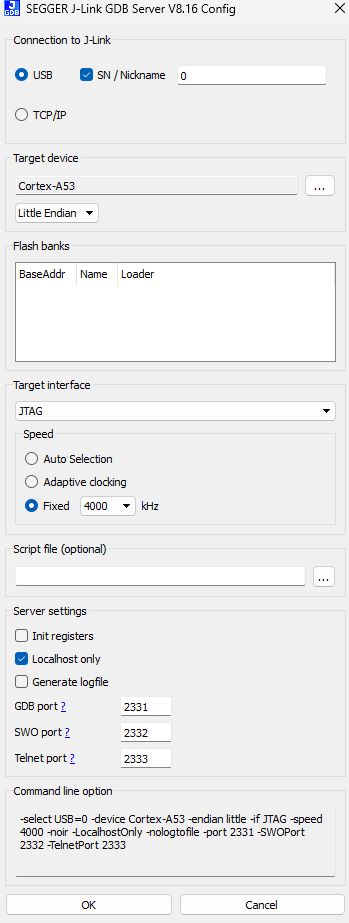 SEGGER J-Link GDB Server V8.16 Config
Connection to J-Link
USB SN / Nickname 0
TCP/IP
Target device
Cortex-A53 ...
Little Endian
Flash banks
BaseAddr Name Loader
Target interface
JTAG
Speed
Auto Selection
Adaptive clocking
Fixed 4000 kHz
Script file (optional)
...
Server settings
Init registers
Localhost only
Generate logfile
GDB port ? 2331
SWO port ? 2332
Telnet port ? 2333
Command line option
-select USB=0 -device Cortex-A53 -endian little -if JTAG -speed
4000 -noir -LocalhostOnly -nologtofile -port 2331 -SWOPort
2332 -TelnetPort 2333
OK Cancel